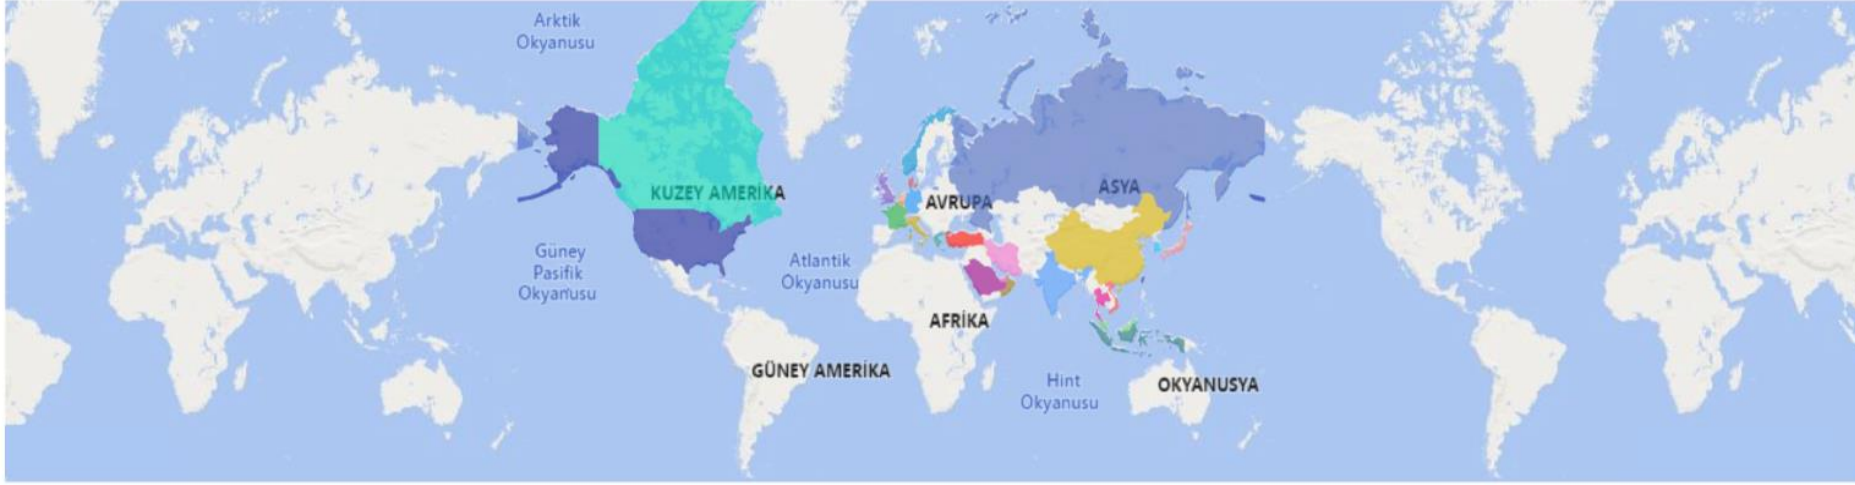 Arktik
Okyanusu
KUZEY AMERİKA
AVRUPA
ASYA
Güney
Pasifik
Okyanusu
Atlantik
Okyanusu
AFRİKA
GÜNEY AMERİKA
Hint
Okyanusu
OKYANUSYA